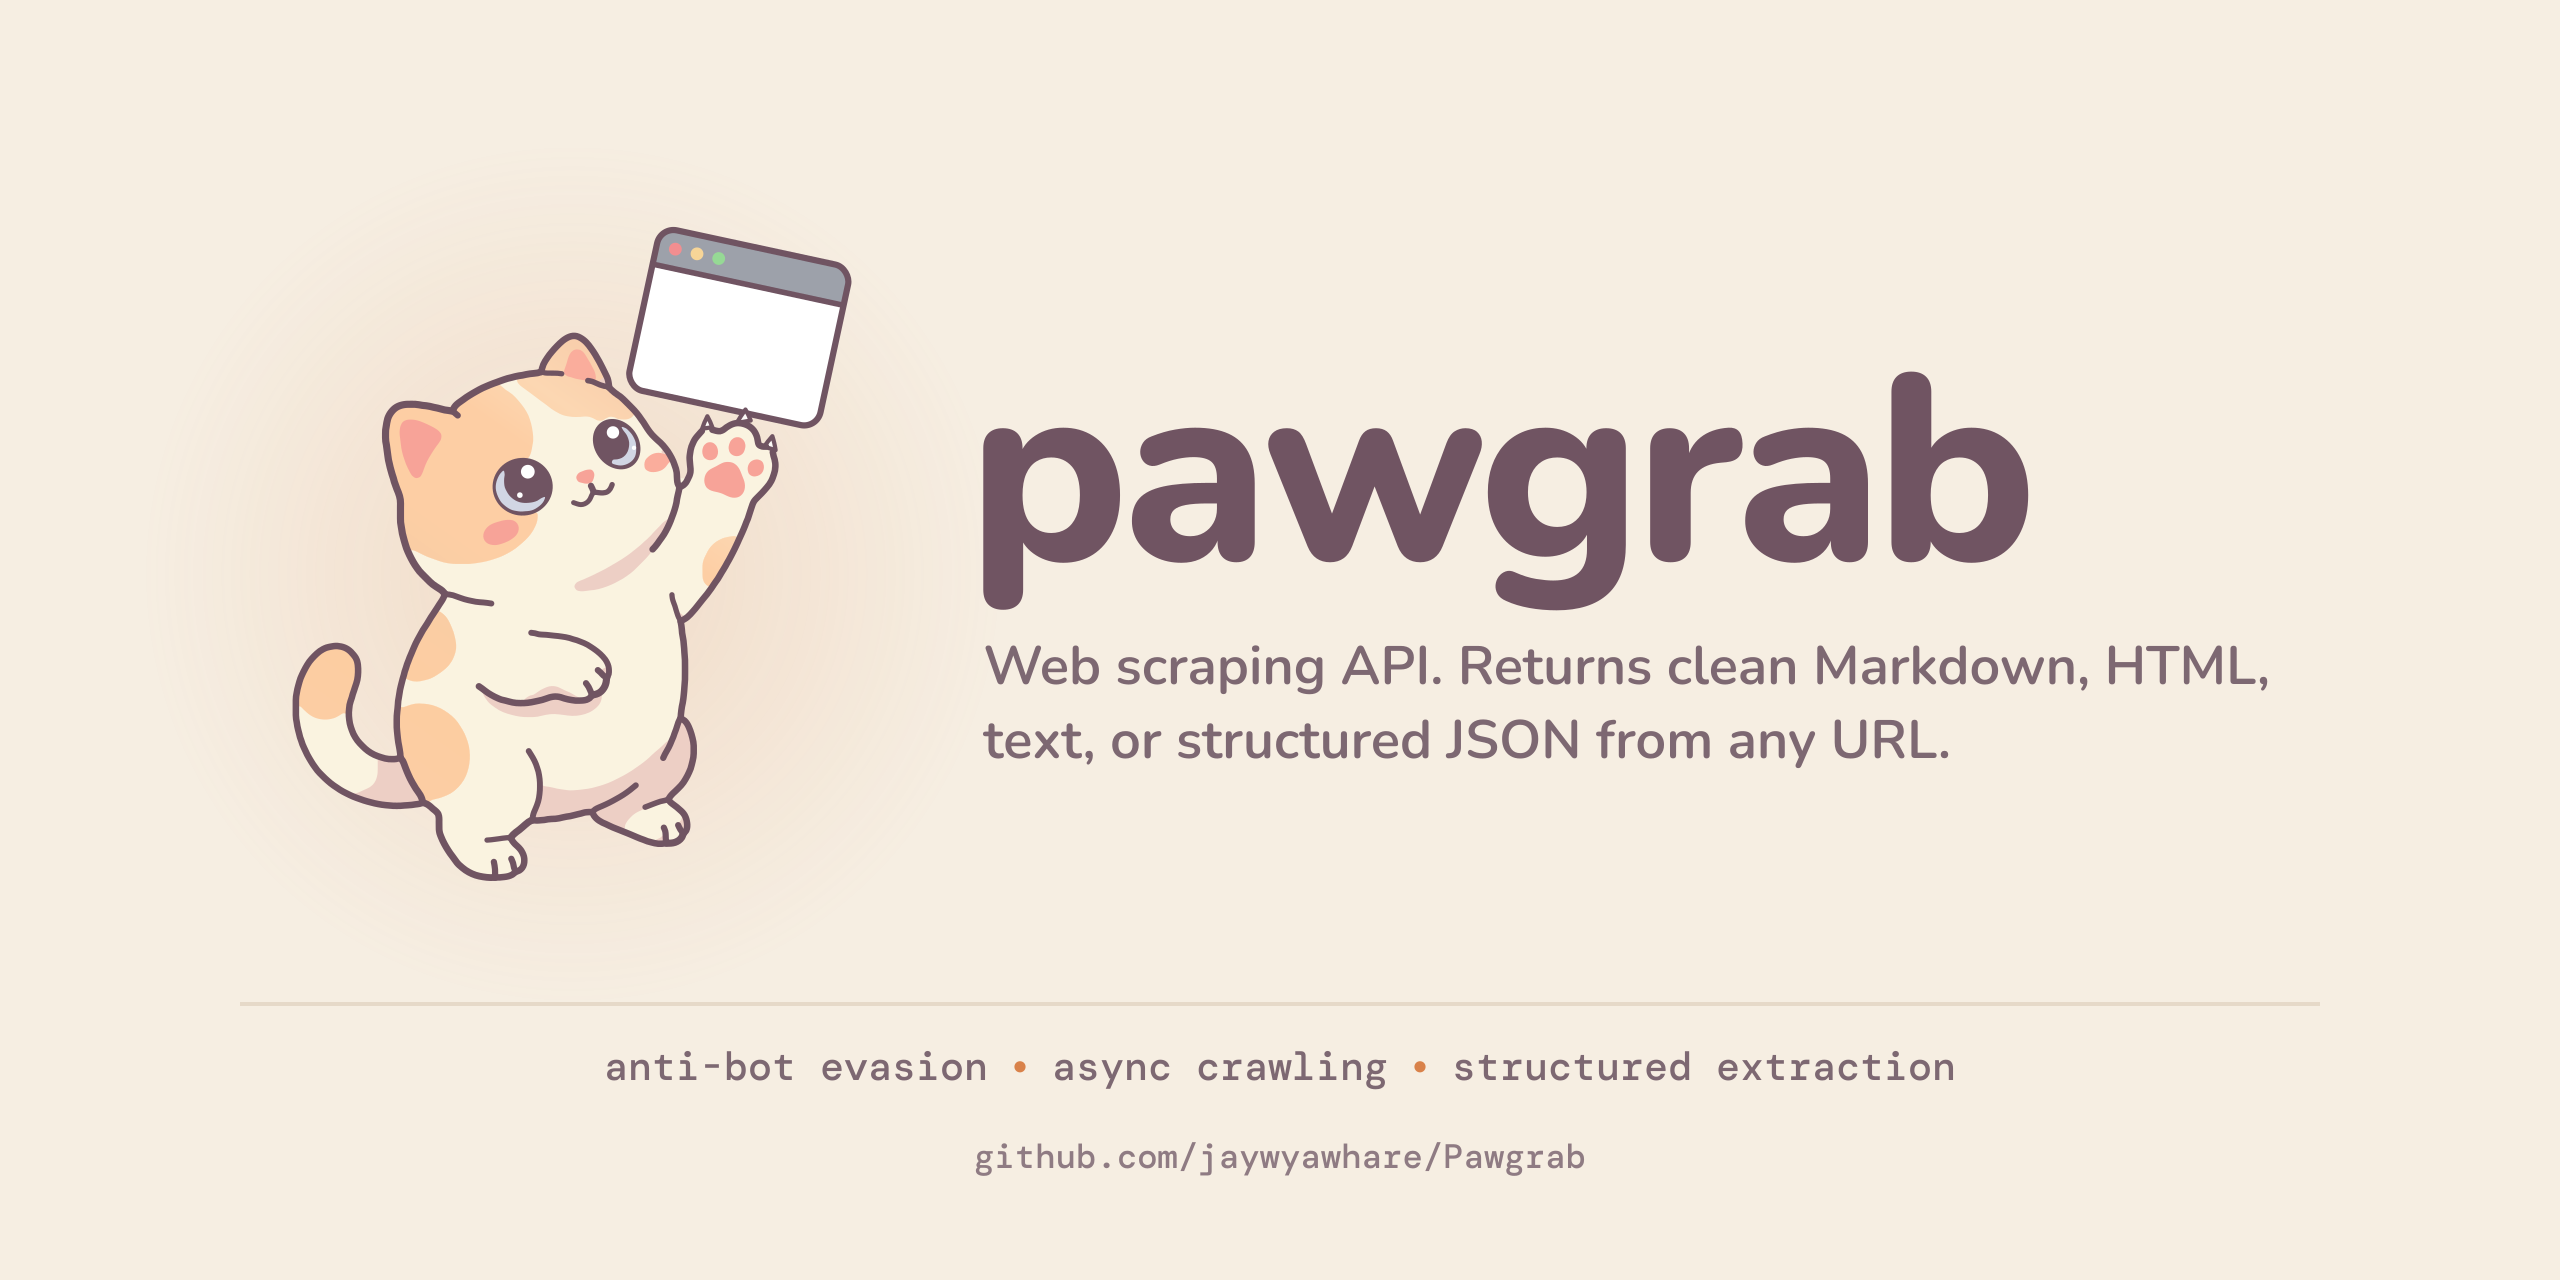 pawgrab
Web scraping API. Returns clean Markdown, HTML,
text, or structured JSON from any URL.
anti-bot evasion • async crawling • structured extraction
github.com/jaywyawhare/Pawgrab